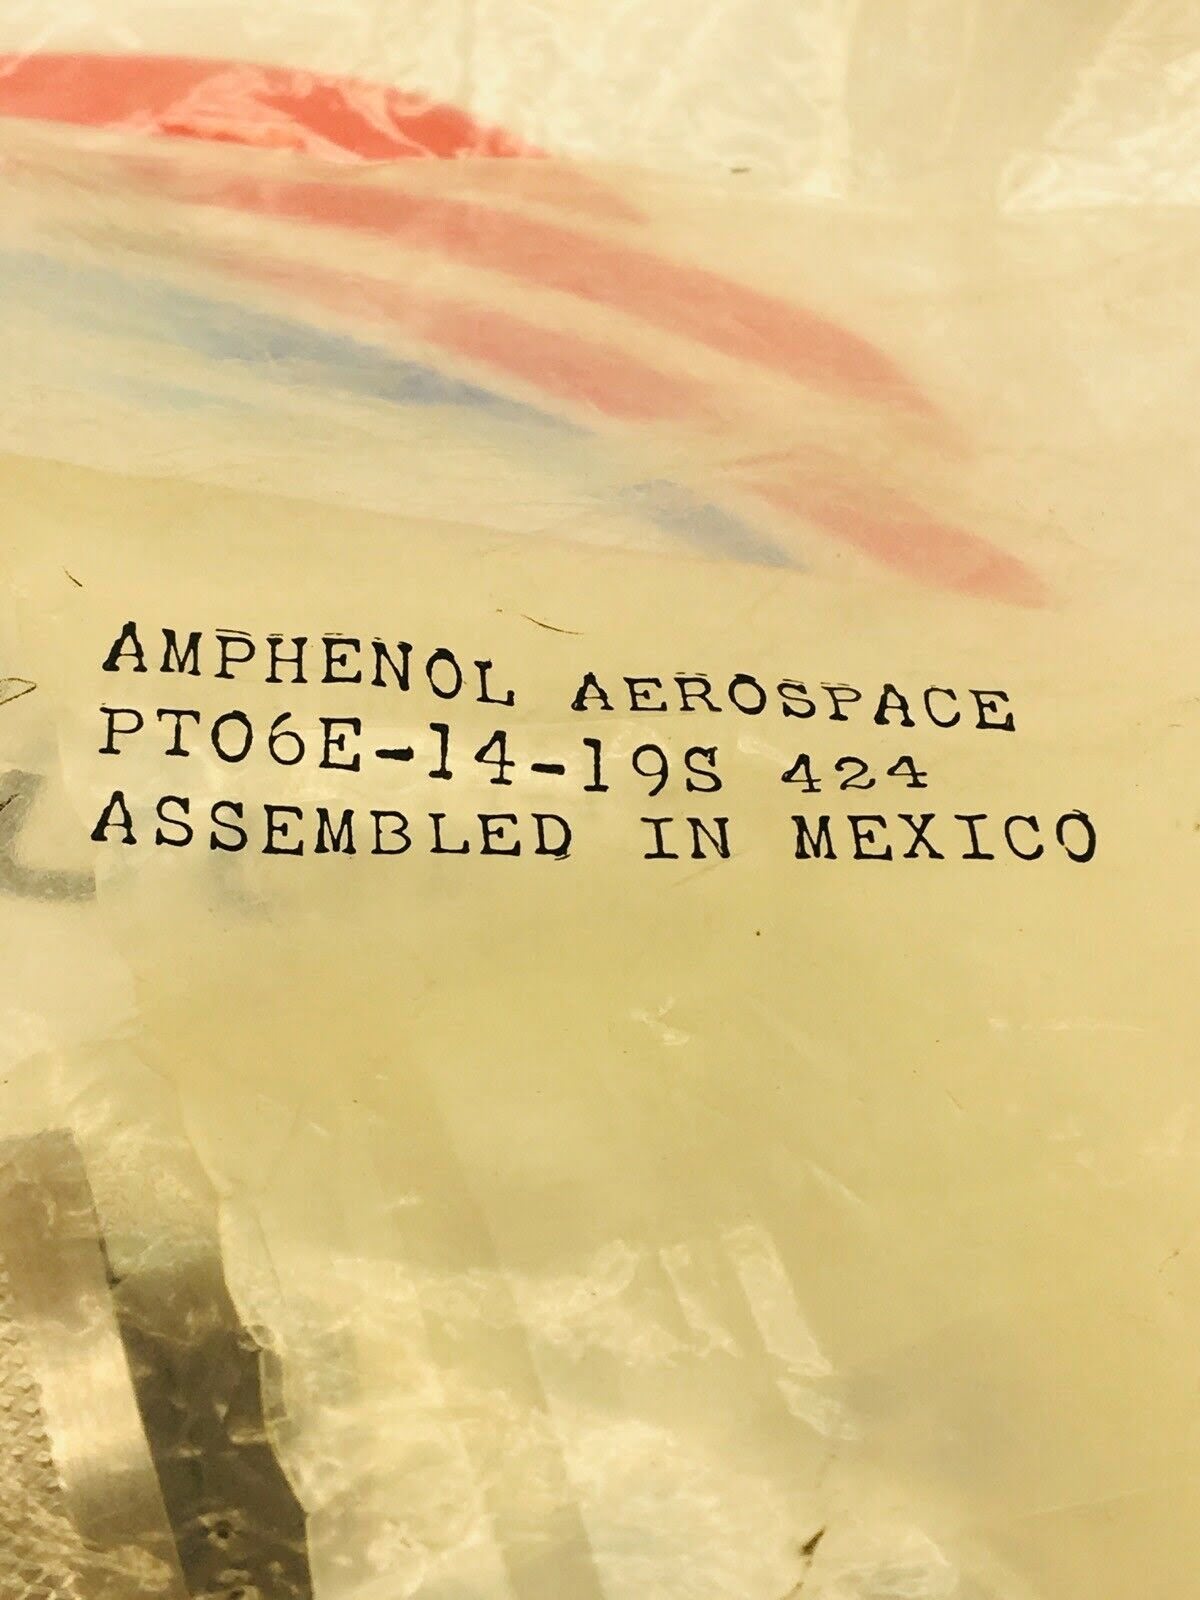 AMPHENOL AEROSPACE
PT06E-14-19S 424
ASSEMBLED IN MEXICO